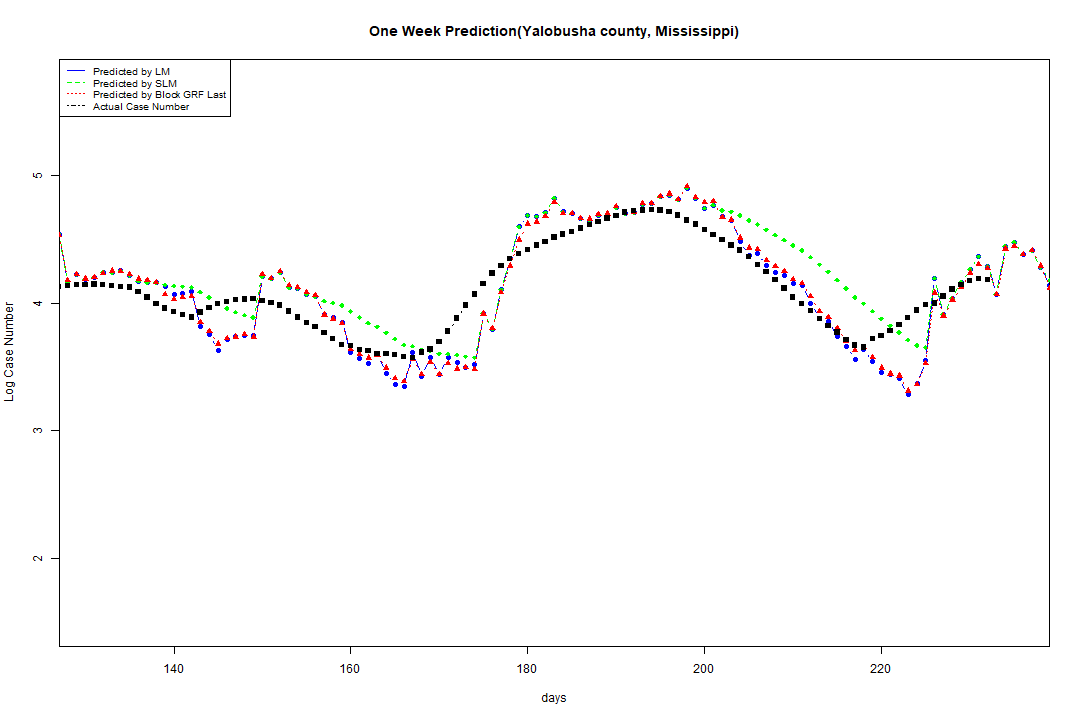 One Week Prediction(Yalobusha county, Mississippi)
Predicted by LM
Predicted by SLM
Predicted by Block GRF Last
Actual Case Number
5
4
3
2
Log Case Number
140 160 180 200 220
days